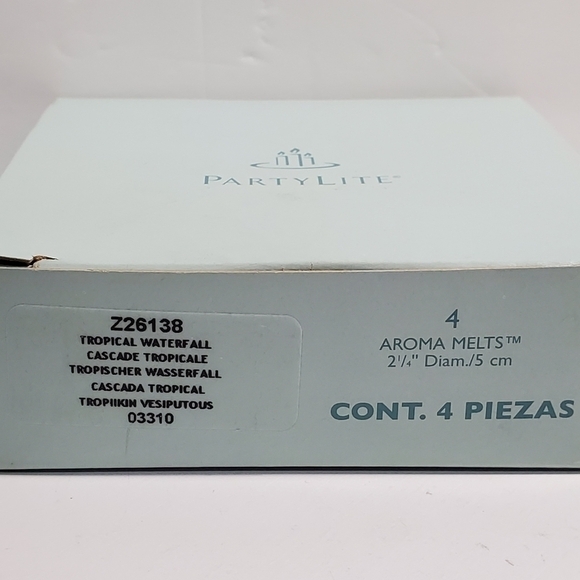 PARTYLITE®
Z26138
TROPICAL WATERFALL
CASCADE TROPICALE
TROPISCHER WASSERFALL
CASCADA TROPICAL
TROPIIKIN VESIPUTOUS
03310
4
AROMA MELTS™
2¼" Diam./5 cm
CONT. 4 PIEZAS